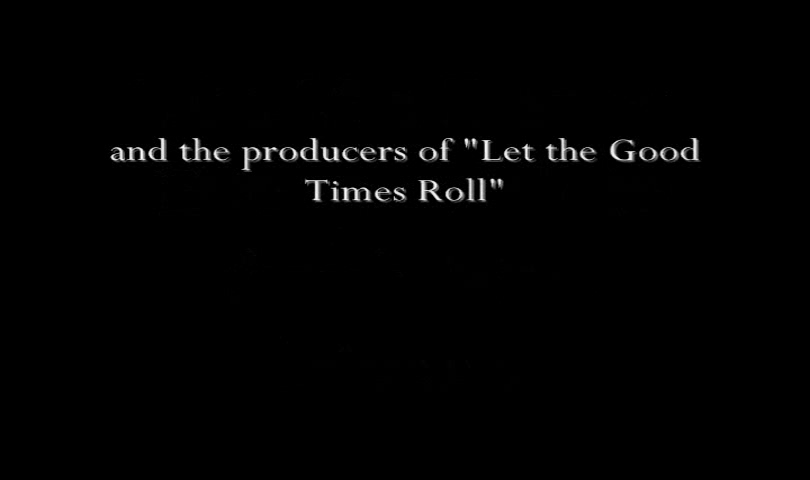 and the producers of "Let the Good
Times Roll"